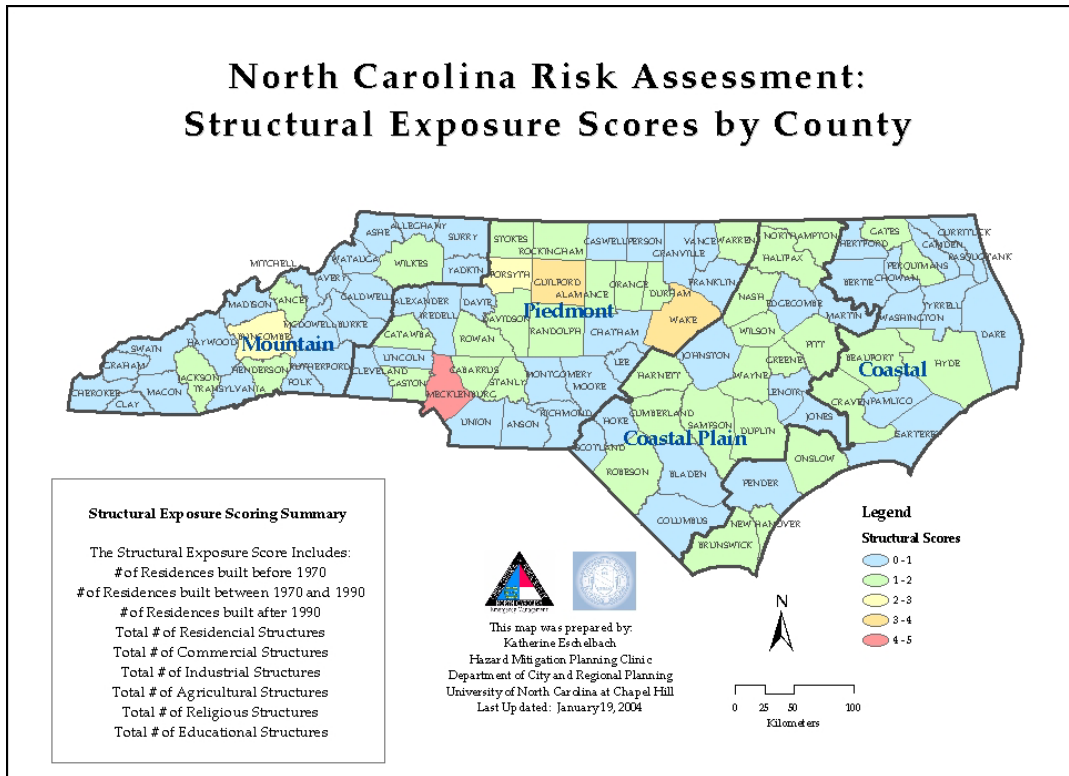 North Carolina Risk Assessment:
Structural Exposure Scores by County
ALLEGHANY
ASHE
SURRY
STOKES
ROCKINGHAM
CASWELL
PERSON
VANCE
WARREN
GRANVILLE
NORTHAMPTON
GATES
CURRITUCK
HERTFORD
CAMDEN
PASQUOTANK
MITCHELL
WATAUGA
WILKES
YADKIN
FORSYTH
GUILFORD
ORANGE
DURHAM
FRANKLIN
HALIFAX
PERQUIMANS
CHOWAN
BERTIE
AVERY
CALDWELL
ALEXANDER
DAVIE
ALAMANCE
NASH
EDGECOMBE
MARTIN
WASHINGTON
TYRRELL
DARE
MADISON
YANCEY
MCDOWELL
BURKE
IREDELL
DAVIDSON
Piedmont
RANDOLPH
CHATHAM
WAKE
WILSON
PITT
BUNCOMBE
HAYWOOD
Mountain
CATAWBA
ROWAN
SWAIN
GRAHAM
JACKSON
HENDERSON
RUTHERFORD
LINCOLN
CABARRUS
STANLY
MONTGOMERY
LEE
JOHNSTON
GREENE
BEAUFORT
HYDE
Coastal
CHEROKEE
MACON
CLAY
TRANSYLVANIA
POLK
CLEVELAND
GASTON
MECKLENBURG
MOORE
HARNETT
WAYNE
LENOIR
CRAVEN
PAMLICO
UNION
ANSON
RICHMOND
HOKE
CUMBERLAND
SAMPSON
DUPLIN
JONES
CARTERET
SCOTLAND
Coastal Plain
ROBESON
BLADEN
ONSLOW
PENDER
COLUMBUS
NEW HANOVER
BRUNSWICK
Structural Exposure Scoring Summary
The Structural Exposure Score Includes:
# of Residences built before 1970
# of Residences built between 1970 and 1990
# of Residences built after 1990
Total # of Residencial Structures
Total # of Commercial Structures
Total # of Industrial Structures
Total # of Agricultural Structures
Total # of Religious Structures
Total # of Educational Structures
This map was prepared by:
Katherine Eschelbach
Hazard Mitigation Planning Clinic
Department of City and Regional Planning
University of North Carolina at Chapel Hill
Last Updated: January 19, 2004
Legend
Structural Scores
0 - 1
1 - 2
2 - 3
3 - 4
4 - 5
N
0 25 50 100
Kilometers